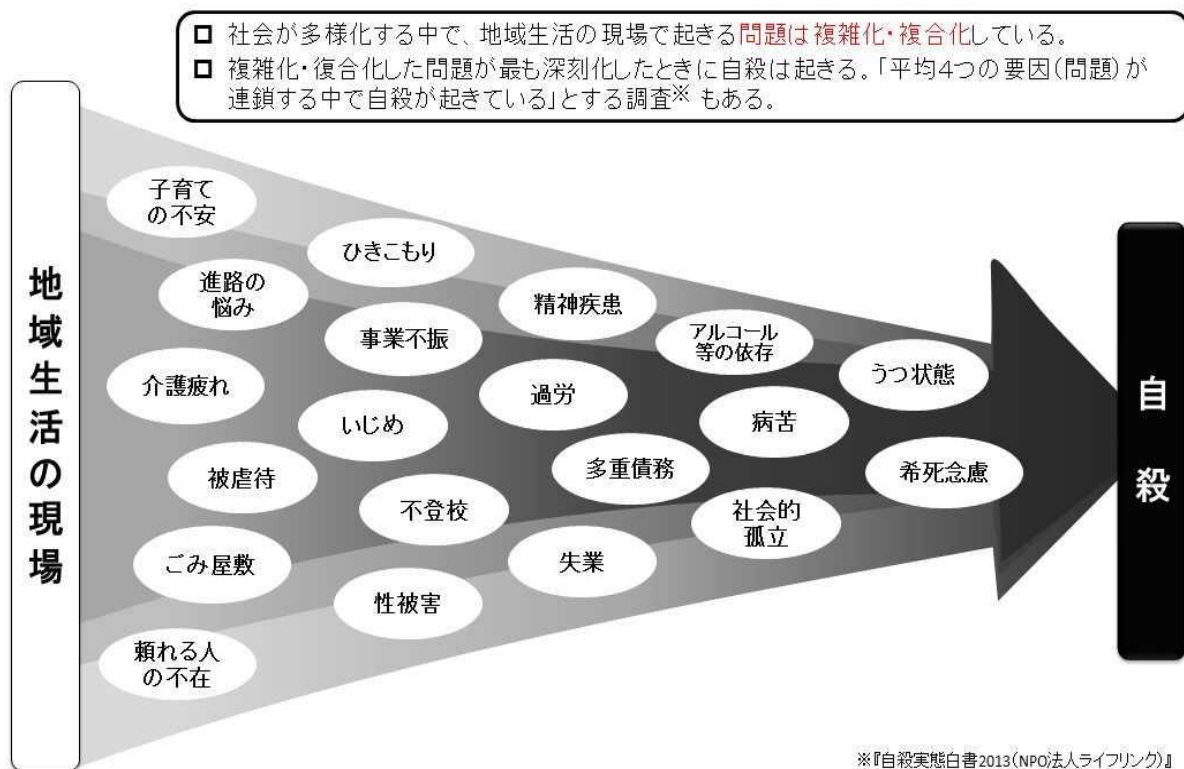 □ 社会が多様化する中で、地域生活の現場で起きる問題は複雑化・複合化している。
□ 複雑化・復合化した問題が最も深刻化したときに自殺は起きる。「平均4つの要因(問題)が
連鎖する中で自殺が起きている」とする調査※ もある。
地域生活の現場
子育て
の不安
ひきこもり
進路の
悩み
精神疾患
事業不振
アルコール
等の依存
介護疲れ
過労
うつ状態
いじめ
病苦
被虐待
多重債務
希死念慮
不登校
社会的
孤立
ごみ屋敷
失業
性被害
頼れる人
の不在
自殺
※『自殺実態白書2013(NPO法人ライフリンク)』